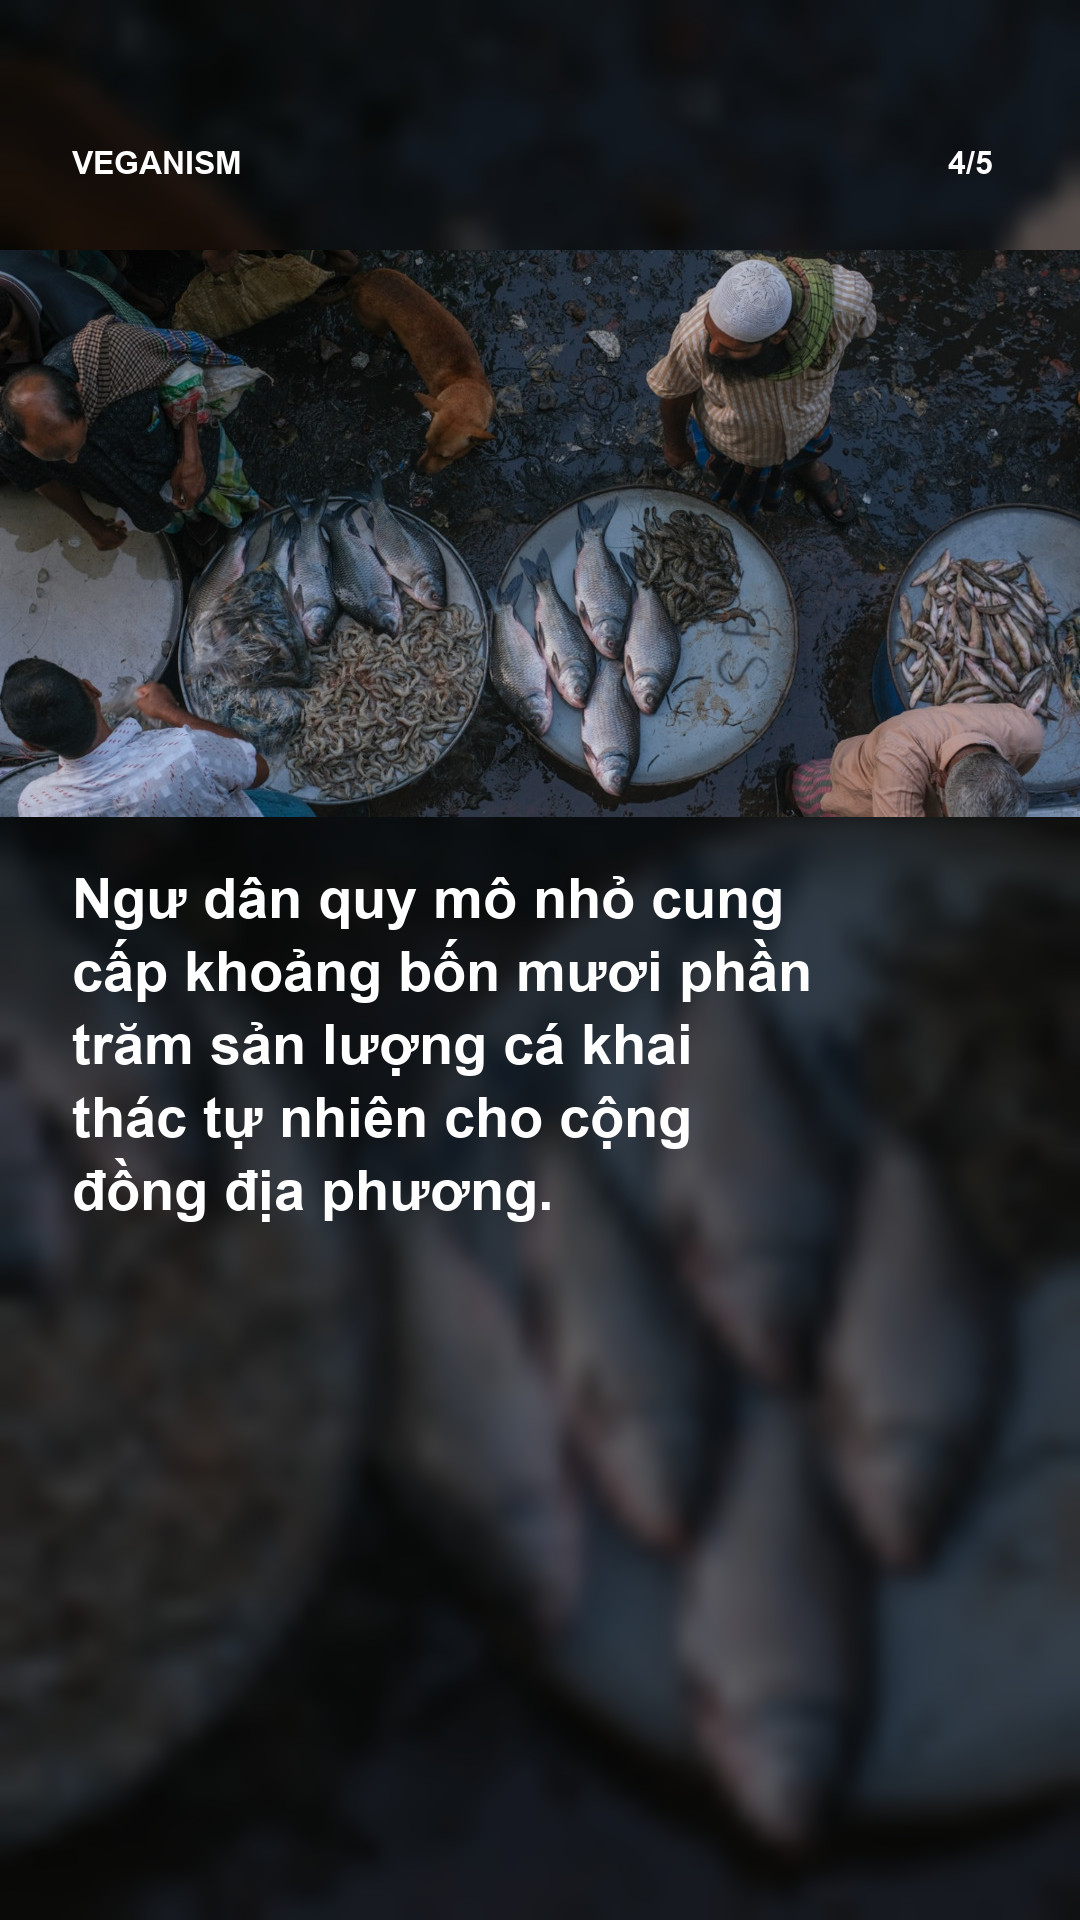 VEGANISM
4/5
Ngư dân quy mô nhỏ cung
cấp khoảng bốn mươi phần
trăm sản lượng cá khai
thác tự nhiên cho cộng
đồng địa phương.